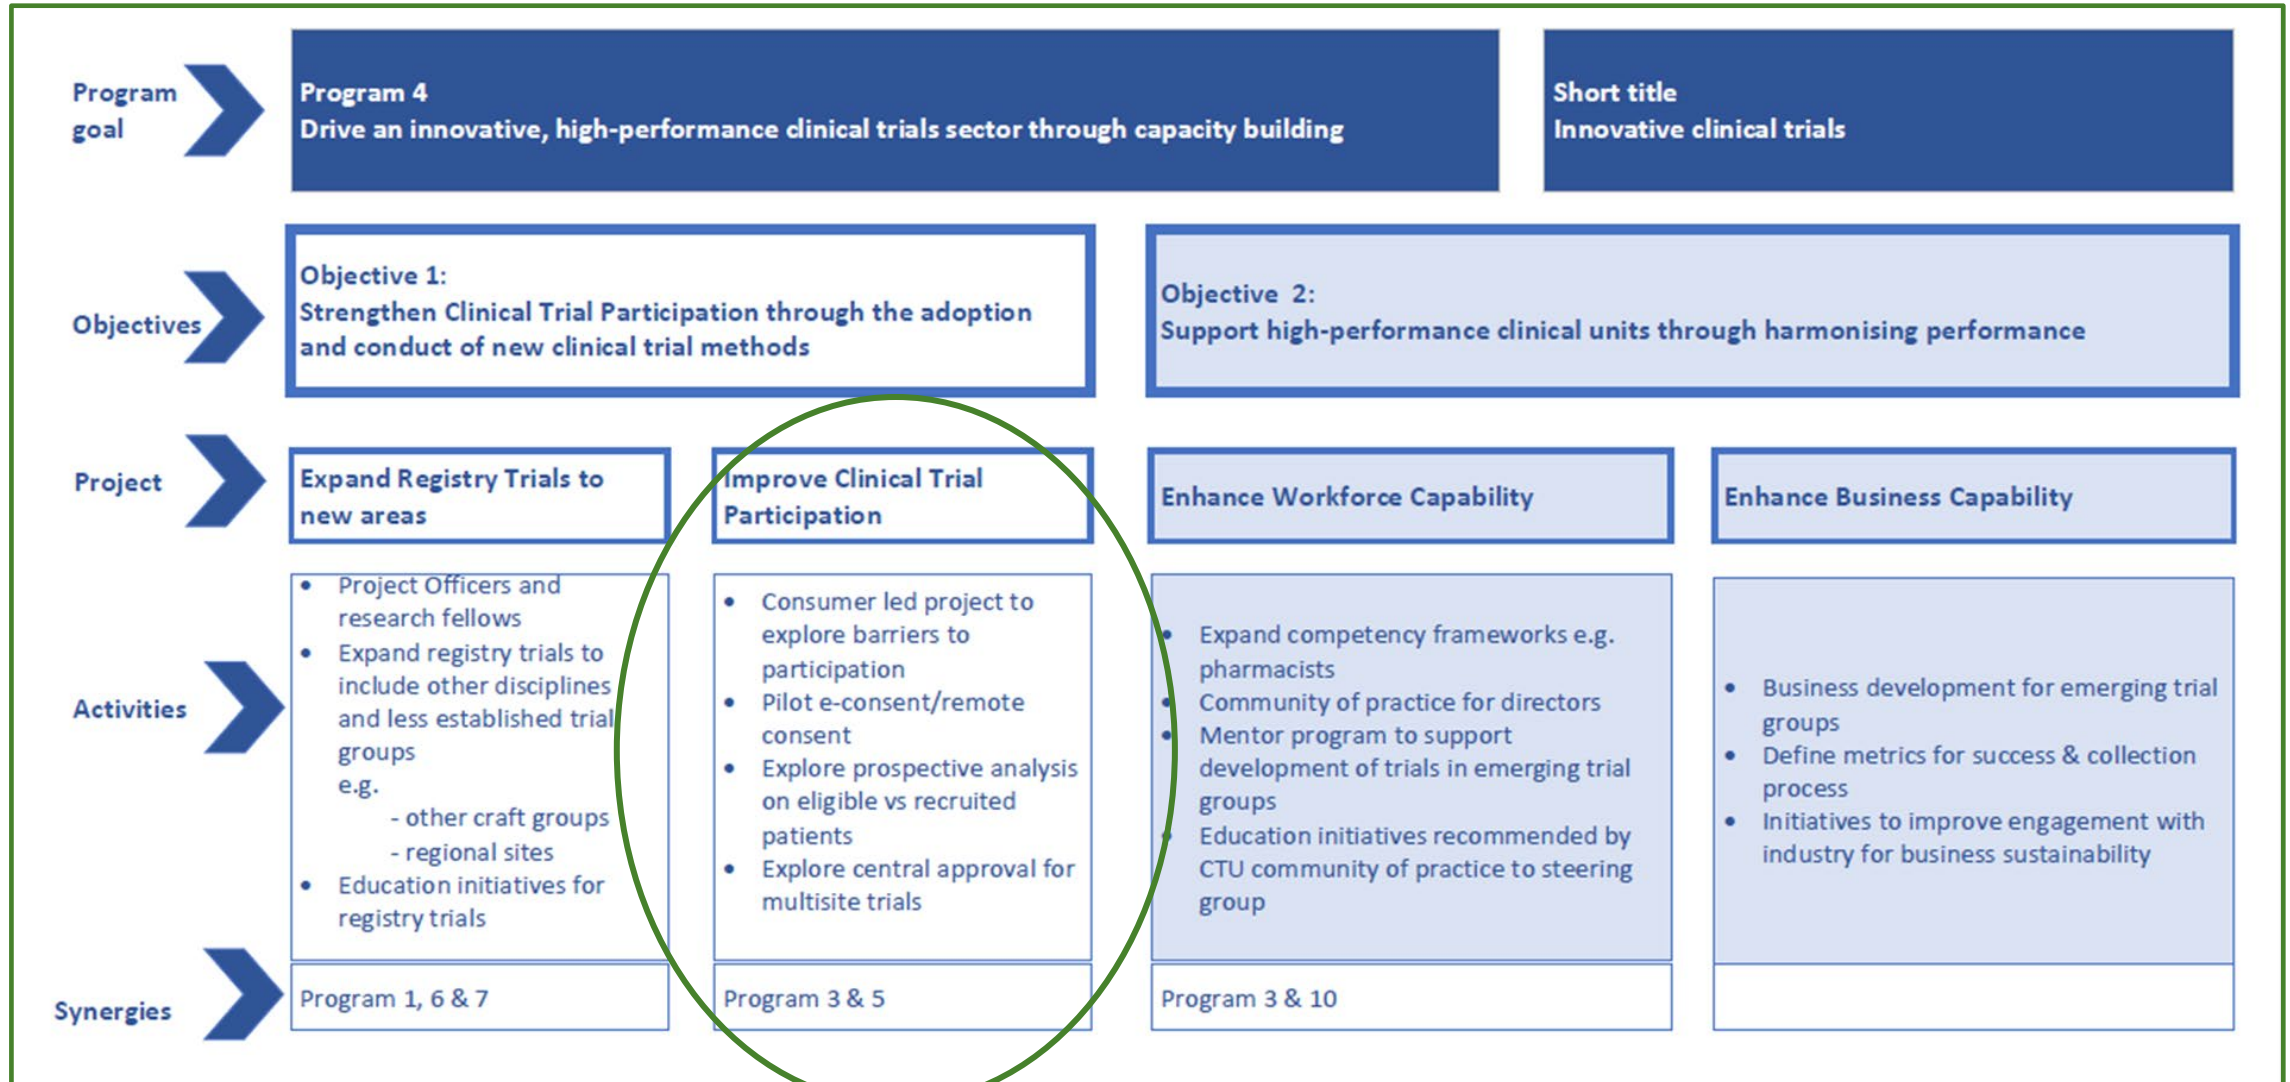 Program
goal
Program 4
Drive an innovative, high-performance clinical trials sector through capacity building
Short title
Innovative clinical trials
Objectives
Objective 1:
Strengthen Clinical Trial Participation through the adoption
and conduct of new clinical trial methods
Objective 2:
Support high-performance clinical units through harmonising performance
Project
Expand Registry Trials to
new areas
Improve Clinical Trial
Participation
Enhance Workforce Capability
Enhance Business Capability
Activities
• Project Officers and
research fellows
• Expand registry trials to
include other disciplines
and less established trial
groups
e.g.
- other craft groups
- regional sites
• Education initiatives for
registry trials
• Consumer led project to
explore barriers to
participation
• Pilot e-consent/remote
consent
• Explore prospective analysis
on eligible vs recruited
patients
• Explore central approval for
multisite trials
• Expand competency frameworks e.g.
pharmacists
• Community of practice for directors
• Mentor program to support
development of trials in emerging trial
groups
• Education initiatives recommended by
CTU community of practice to steering
group
• Business development for emerging trial
groups
• Define metrics for success & collection
process
• Initiatives to improve engagement with
industry for business sustainability
Synergies
Program 1, 6 & 7
Program 3 & 5
Program 3 & 10